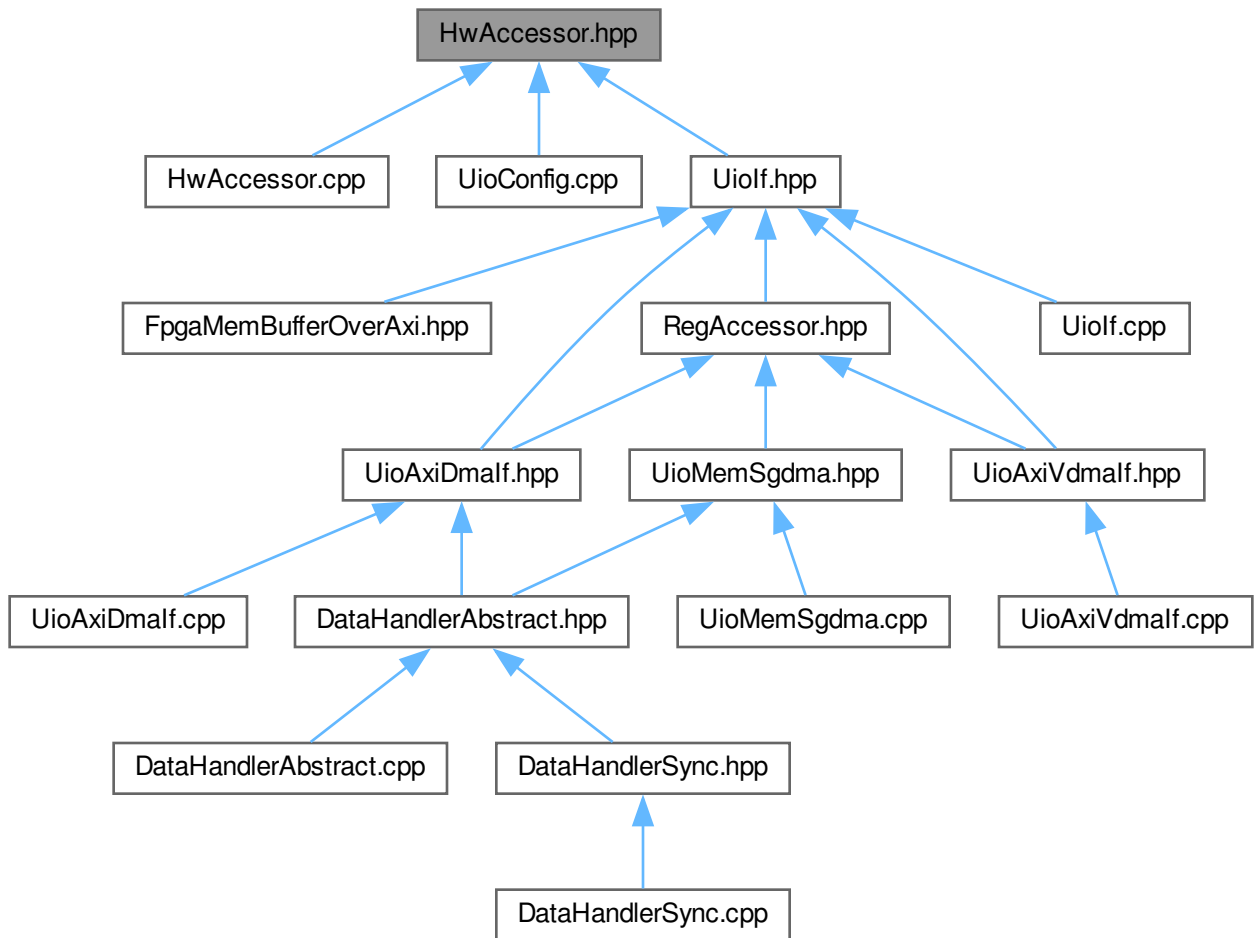 HwAccessor.hpp
HwAccessor.cpp
UioConfig.cpp
UioIf.hpp
FpgaMemBufferOverAxi.hpp
RegAccessor.hpp
UioIf.cpp
UioAxiDmaIf.hpp
UioMemSgdma.hpp
UioAxiVdmaIf.hpp
UioAxiDmaIf.cpp
DataHandlerAbstract.hpp
UioMemSgdma.cpp
UioAxiVdmaIf.cpp
DataHandlerAbstract.cpp
DataHandlerSync.hpp
DataHandlerSync.cpp